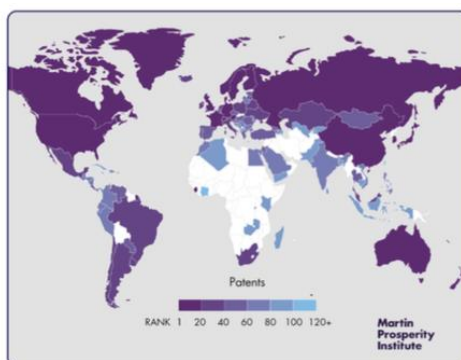 Patents
RANK 1 20 40 60 80 100 120+
Martin
Prosperity
Institute